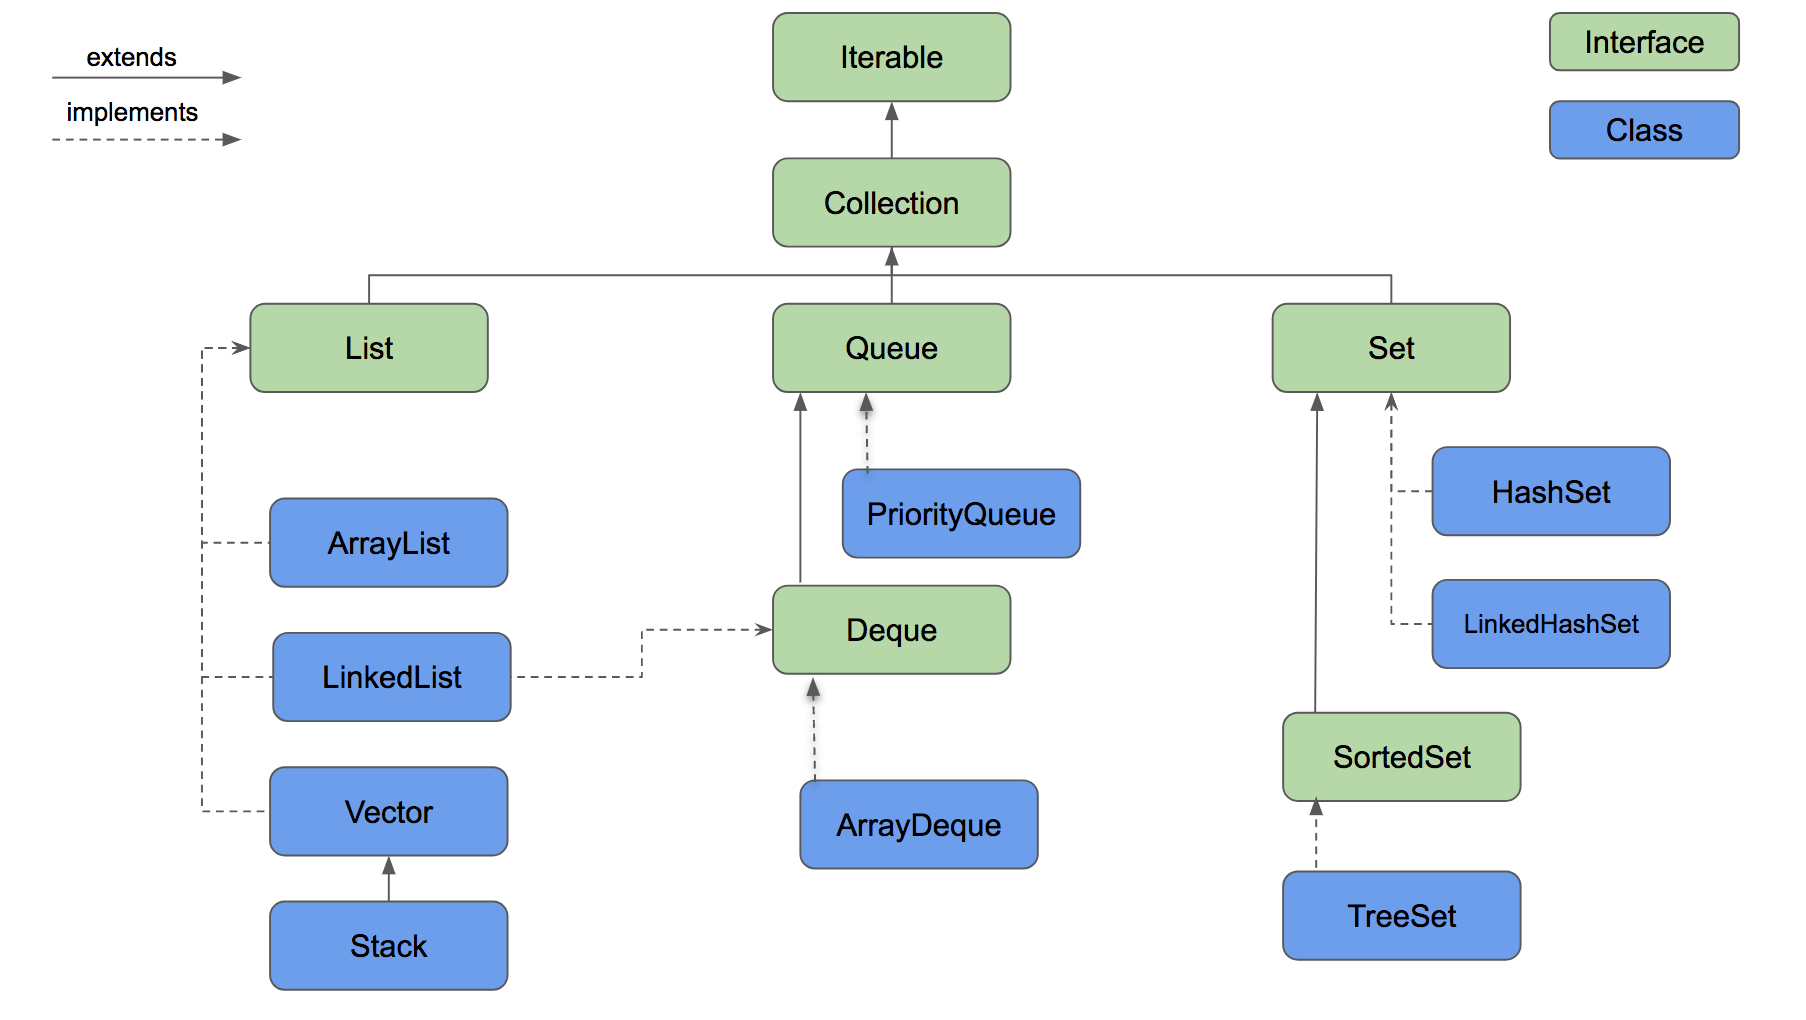 extends
implements
Iterable
Interface
Class
Collection
List
Queue
Set
ArrayList
PriorityQueue
HashSet
LinkedList
Deque
LinkedHashSet
Vector
ArrayDeque
SortedSet
Stack
TreeSet